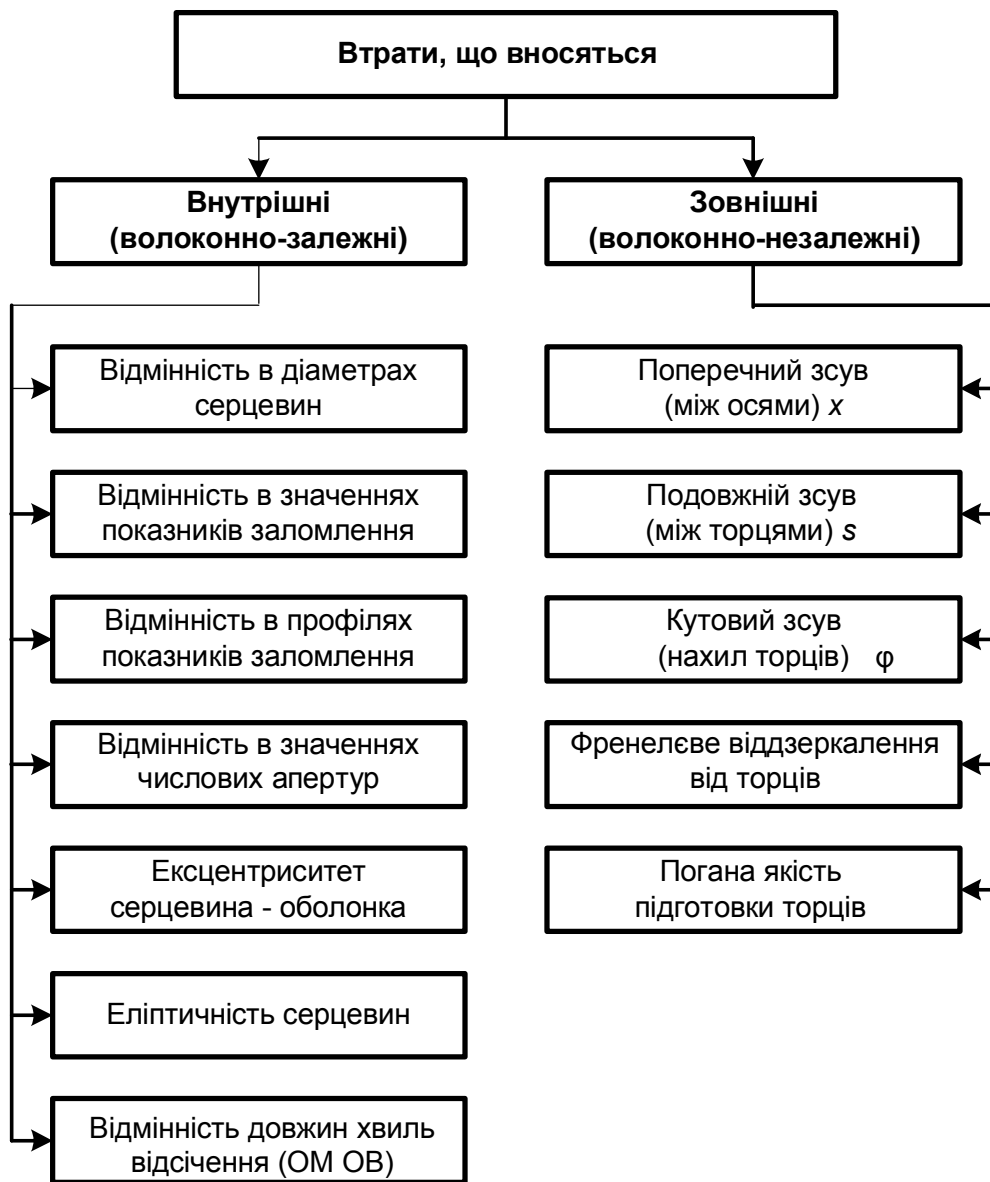 Втрати, що вносяться
Внутрішні
(волоконно-залежні)
Відмінність в діаметрах
серцевин
Відмінність в значеннях
показників заломлення
Відмінність в профілях
показників заломлення
Відмінність в значеннях
числових апертур
Ексцентриситет
серцевина - оболонка
Еліптичність серцевин
Відмінність довжин хвиль
відсічення (ОМ ОВ)
Зовнішні
(волоконно-незалежні)
Поперечний зсув
(між осями) x
Подовжній зсув
(між торцями) s
Кутовий зсув
(нахил торців) φ
Френелєве віддзеркалення
від торців
Погана якість
підготовки торців